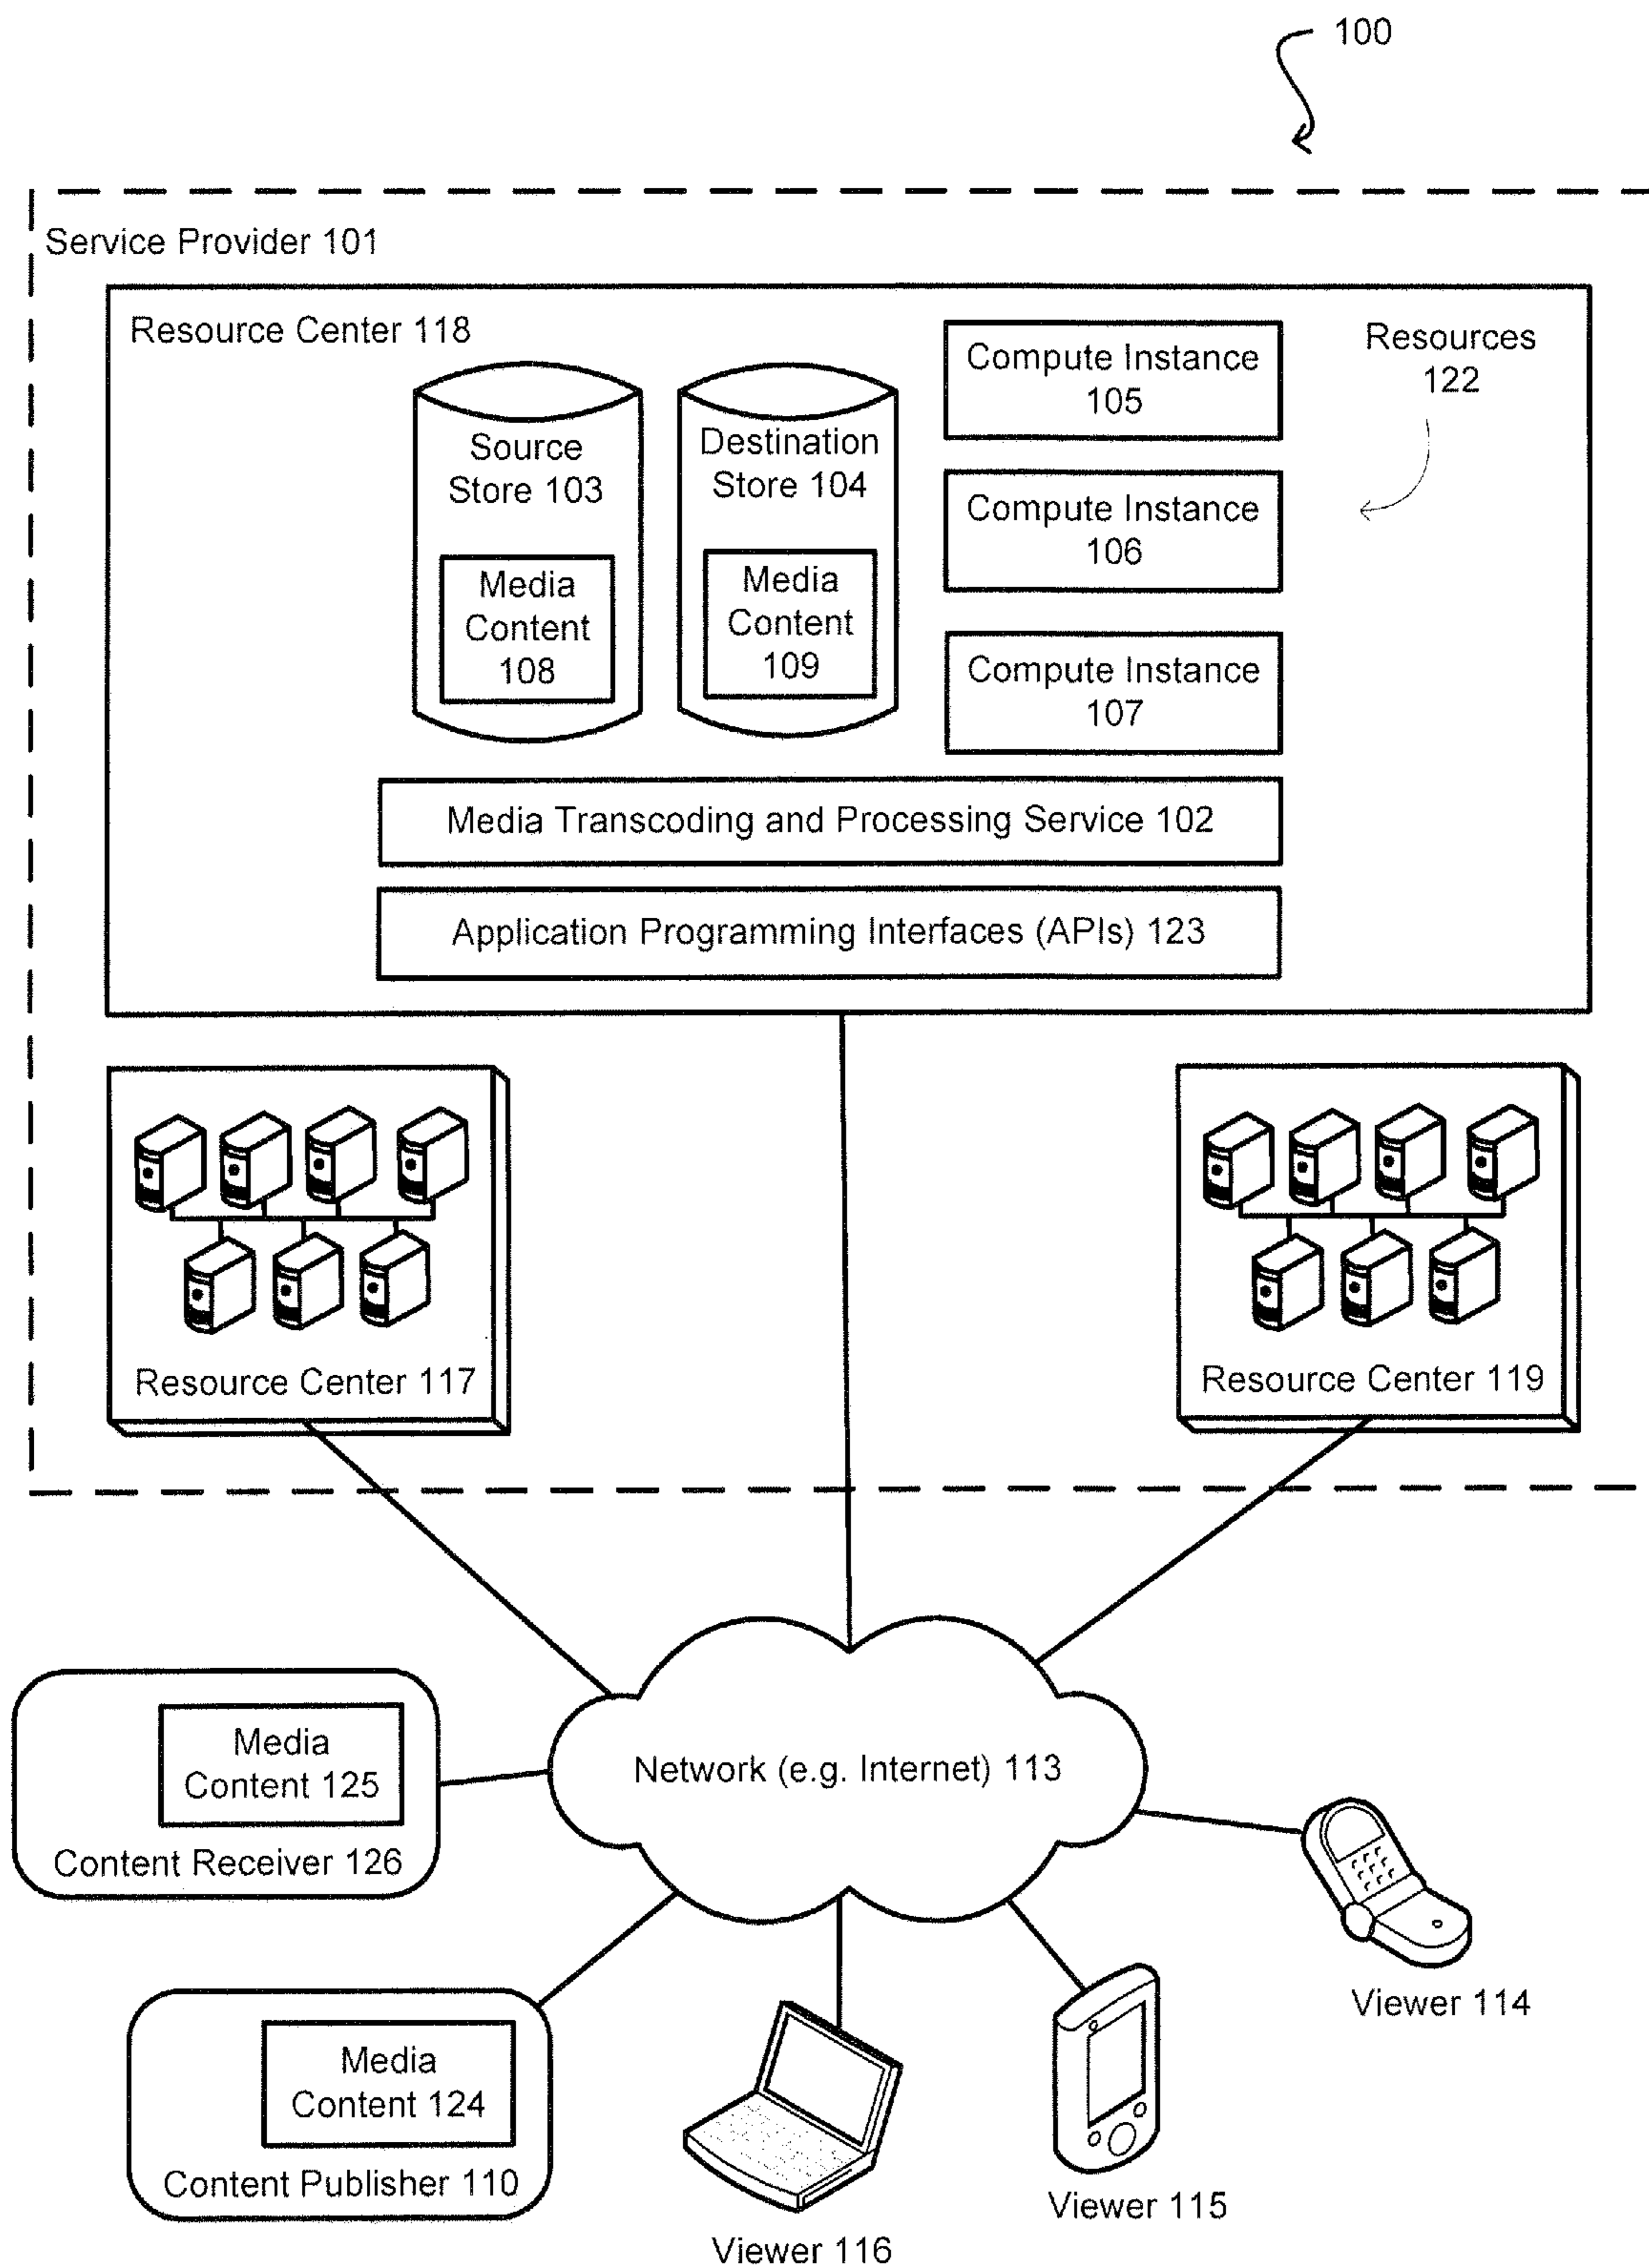 100
Service Provider 101
Resource Center 118
Source
Store 103
Media
Content
108
Destination
Store 104
Media
Content
109
Compute Instance
105
Compute Instance
106
Compute Instance
107
Resources
122
Media Transcoding and Processing Service 102
Application Programming Interfaces (APIs) 123
Resource Center 117
Resource Center 119
Network (e.g. Internet) 113
Media
Content 125
Content Receiver 126
Media
Content 124
Content Publisher 110
Viewer 116
Viewer 115
Viewer 114